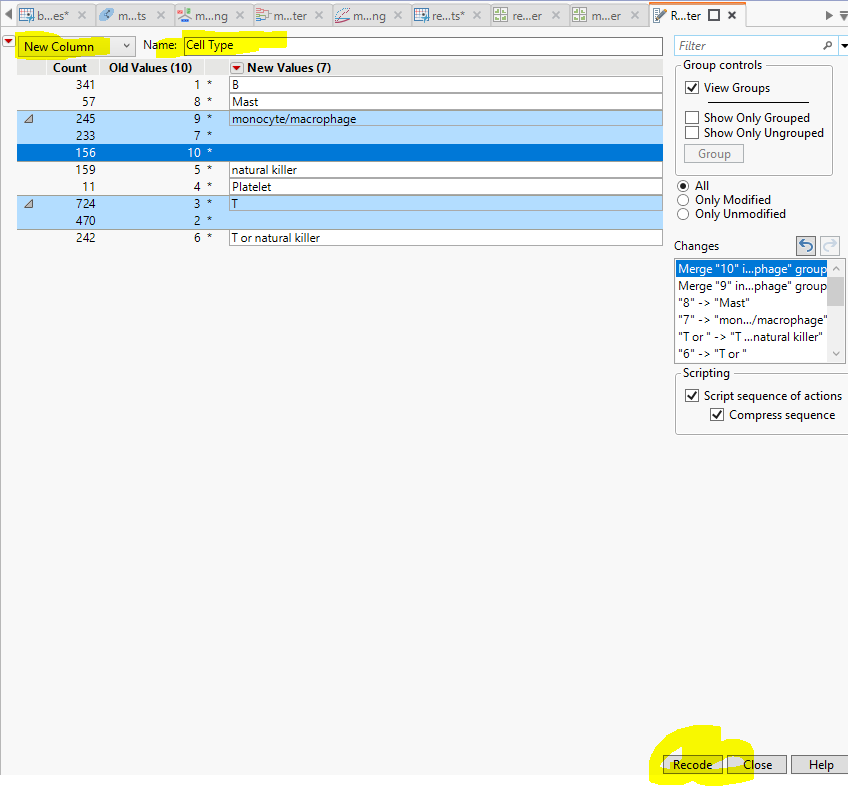 b...es* m...ts m...ng m...ter m...ng re...ts* re...er m...er R...ter
New Column Name: Cell Type
Count Old Values (10) New Values (7)
341 1 * B
57 8 * Mast
245 9 * monocyte/macrophage
233 7 *
156 10 *
159 5 * natural killer
11 4 * Platelet
724 3 * T
470 2 *
242 6 * T or natural killer
Filter
Group controls
View Groups
Show Only Grouped
Show Only Ungrouped
Group
All
Only Modified
Only Unmodified
Changes
Merge "10" i...phage" group
Merge "9" in...phage" group
"8" -> "Mast"
"7" -> "mon.../macrophage"
"T or " -> "T ...natural killer"
"6" -> "T or "
Scripting
Script sequence of actions
Compress sequence
Recode Close Help